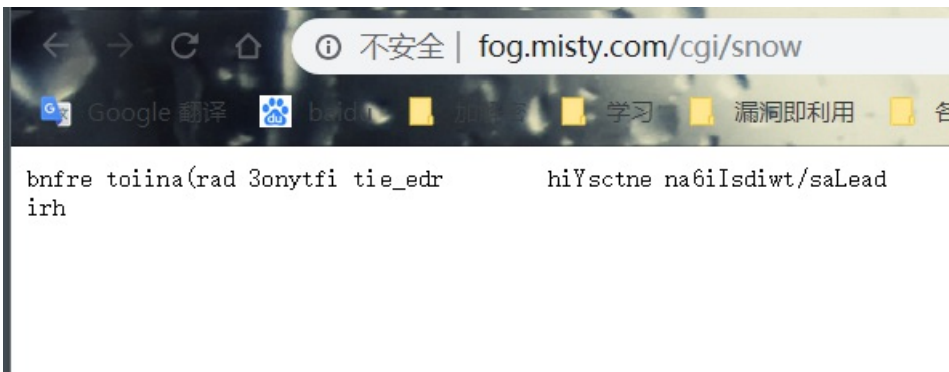 不安全 | fog.misty.com/cgi/snow
Google 翻译 baidu 学习 漏洞即利用
bnfre toiina(rad 3onytfi tie_edr hiYsctne na6iIsdiwt/saLead
irh